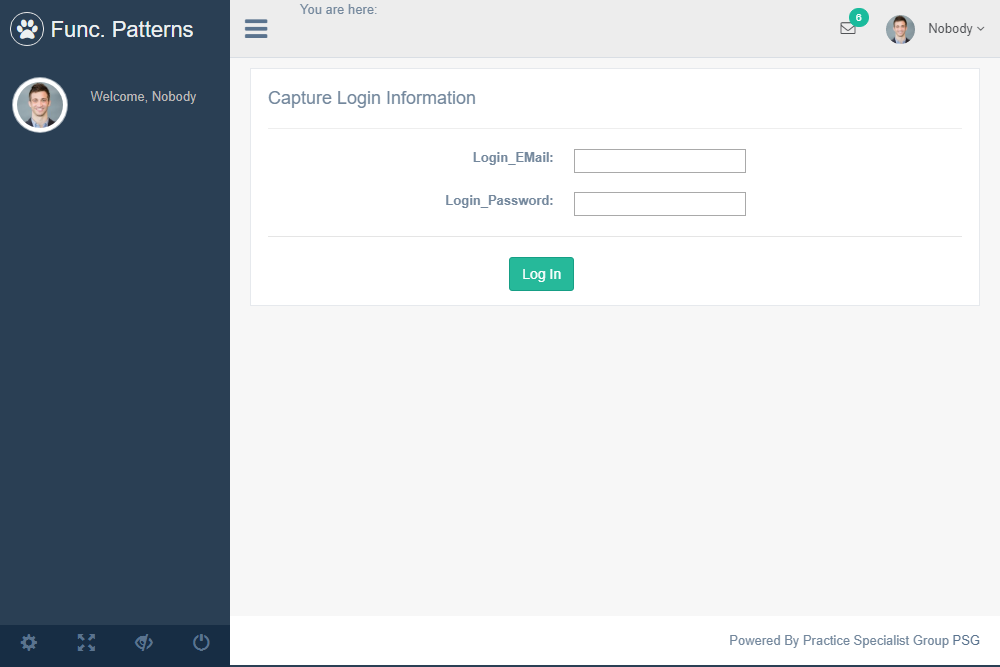 Func. Patterns
Welcome, Nobody
You are here:
6
Nobody
Capture Login Information
Login_EMail:
Login_Password:
Log In
Powered By Practice Specialist Group PSG